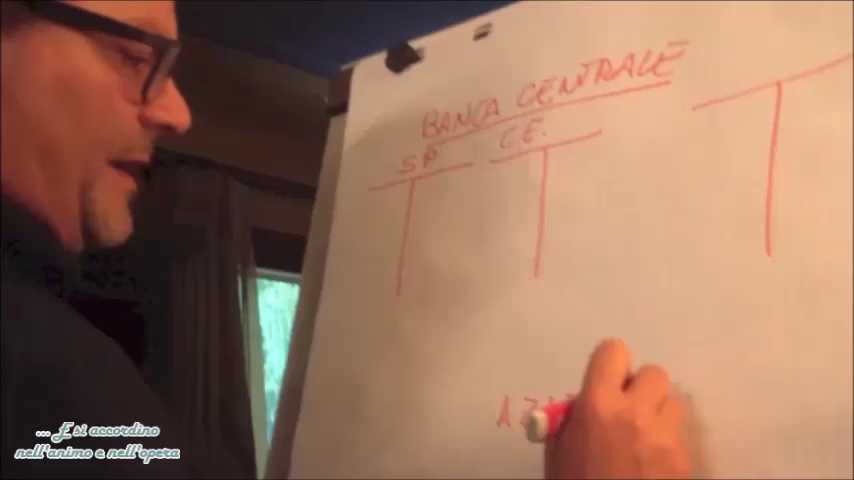 BANCA CENTRALE
SP C.E.
... E si accordino
nell'animo e nell'opera